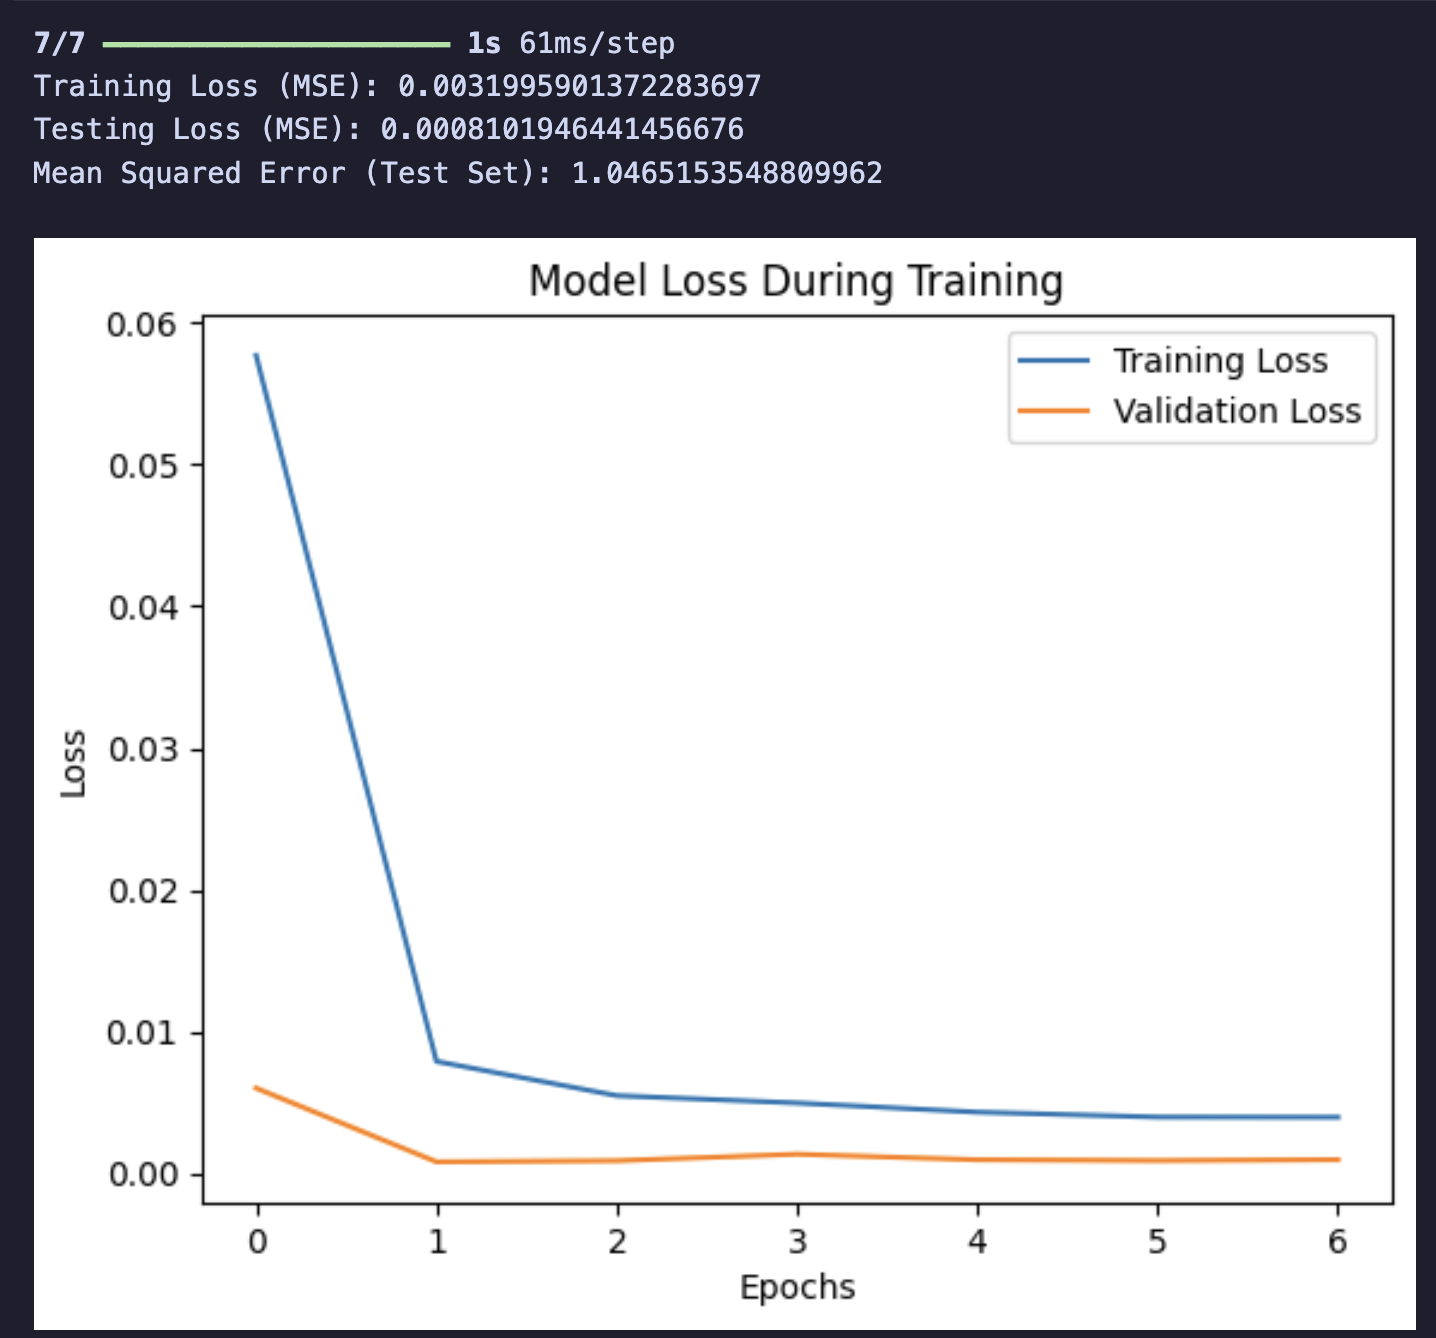 7/7 ━━━━━━━━━━━━━━━━━━━━ 1s 61ms/step
Training Loss (MSE): 0.0031995901372283697
Testing Loss (MSE): 0.0008101946441456676
Mean Squared Error (Test Set): 1.0465153548809962
Model Loss During Training
Training Loss
Validation Loss
0.06
0.05
0.04
0.03
0.02
0.01
0.00
Loss
0 1 2 3 4 5 6
Epochs